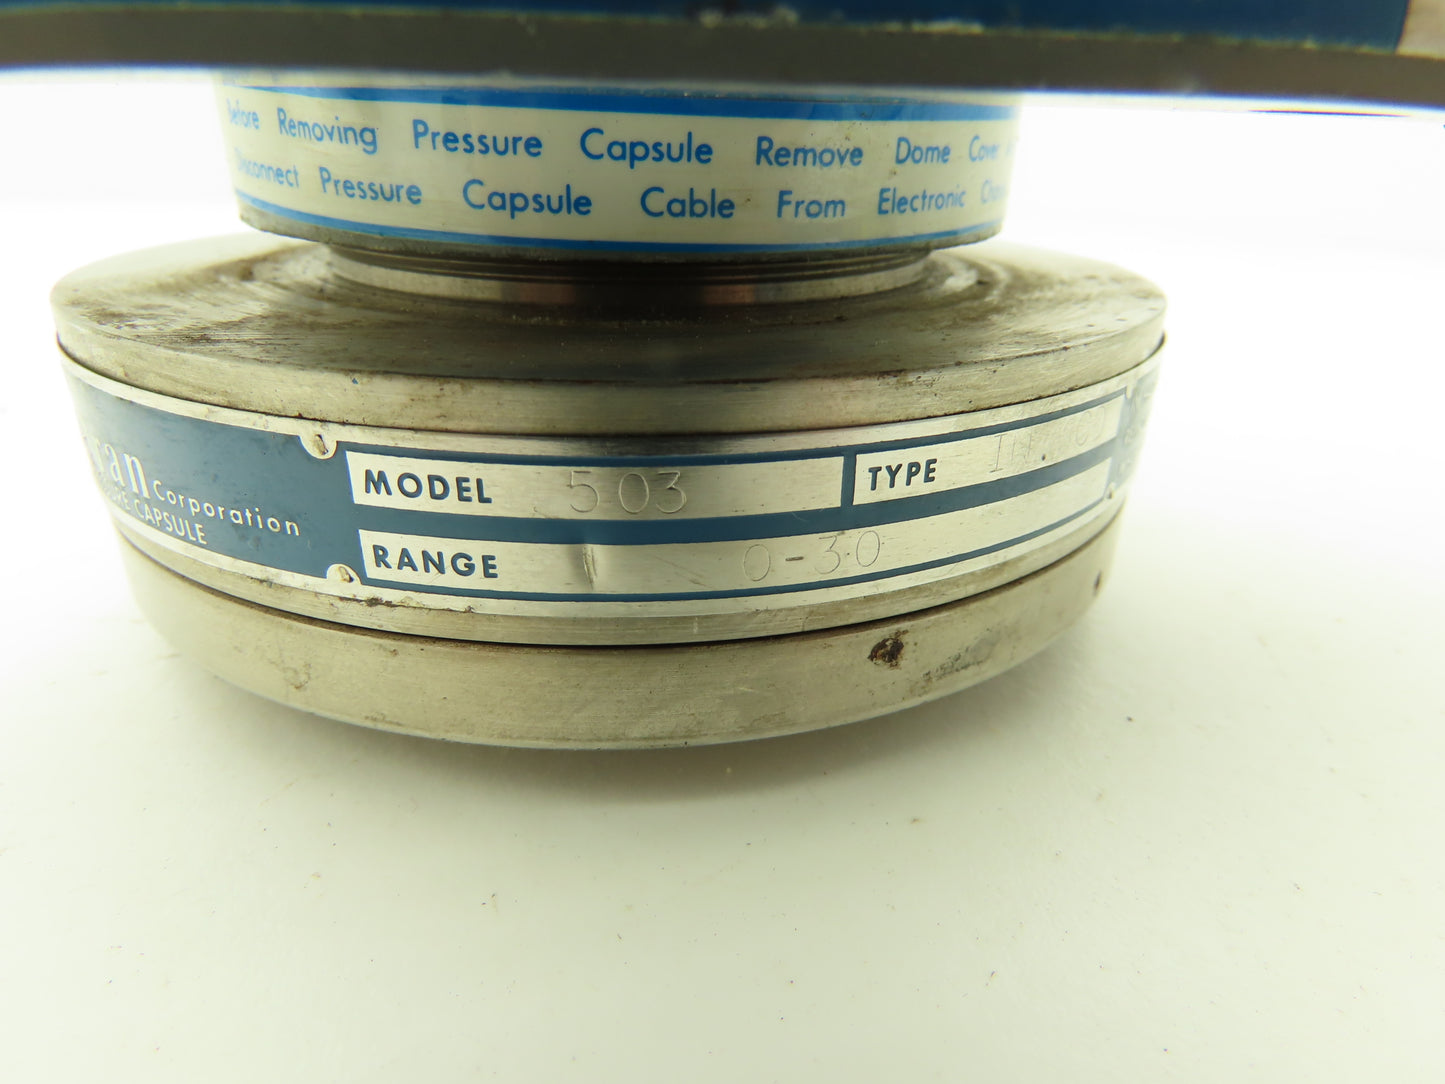 Before Removing Pressure Capsule Remove Dome Cover
Disconnect Pressure Capsule Cable From Electronic
Corporation
CAPSULE
MODEL 503 TYPE
RANGE 0-30